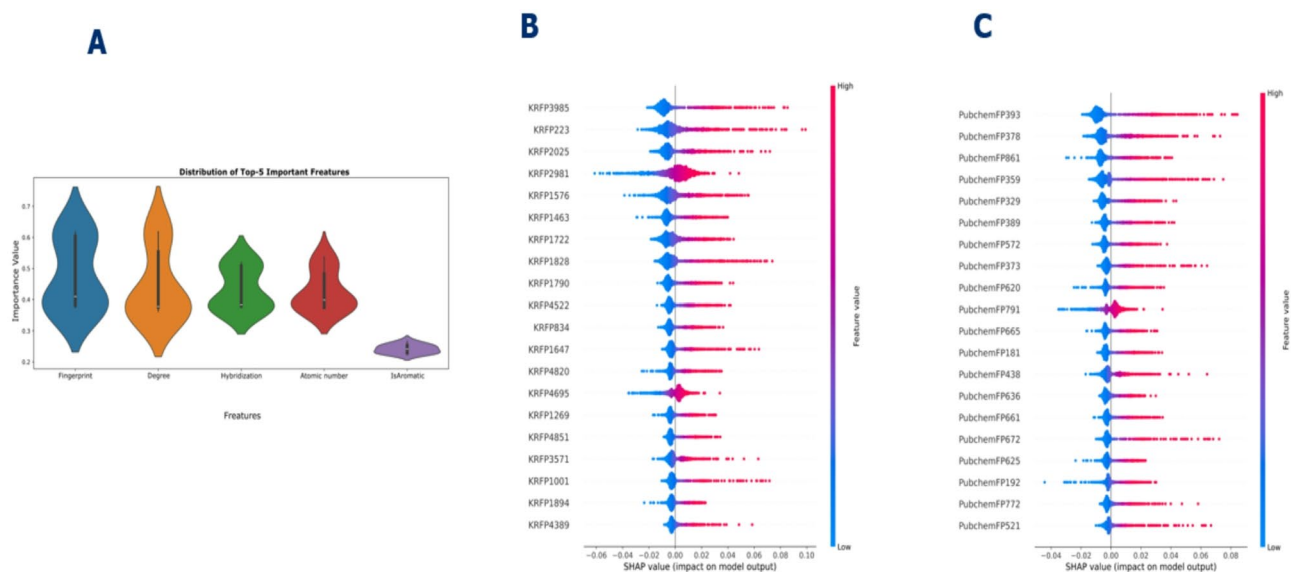 A
Distribution of Top-5 Important Freatures
Importance Value
0.7
0.6
0.5
0.4
0.3
0.2
Fingerprint Degree Hybridization Atomic number IsAromatic
Freatures
B
KRFP3985
KRFP223
KRFP2025
KRFP2981
KRFP1576
KRFP1463
KRFP1722
KRFP1828
KRFP1790
KRFP4522
KRFP834
KRFP1647
KRFP4820
KRFP4695
KRFP1269
KRFP4851
KRFP3571
KRFP1001
KRFP1894
KRFP4389
−0.06 −0.04 −0.02 0.00 0.02 0.04 0.06 0.08 0.10
SHAP value (impact on model output)
High
Feature value
Low
C
PubchemFP393
PubchemFP378
PubchemFP861
PubchemFP359
PubchemFP329
PubchemFP389
PubchemFP572
PubchemFP373
PubchemFP620
PubchemFP791
PubchemFP665
PubchemFP181
PubchemFP438
PubchemFP636
PubchemFP661
PubchemFP672
PubchemFP625
PubchemFP192
PubchemFP772
PubchemFP521
−0.04 −0.02 0.00 0.02 0.04 0.06 0.08
SHAP value (impact on model output)
High
Feature value
Low